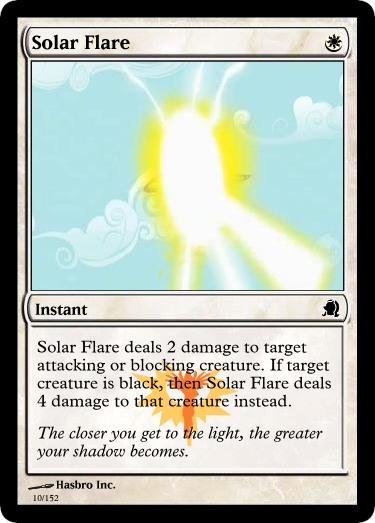 Solar Flare
Instant
Solar Flare deals 2 damage to target
attacking or blocking creature. If target
creature is black, then Solar Flare deals
4 damage to that creature instead.
The closer you get to the light, the greater
your shadow becomes.
Hasbro Inc.
10/152